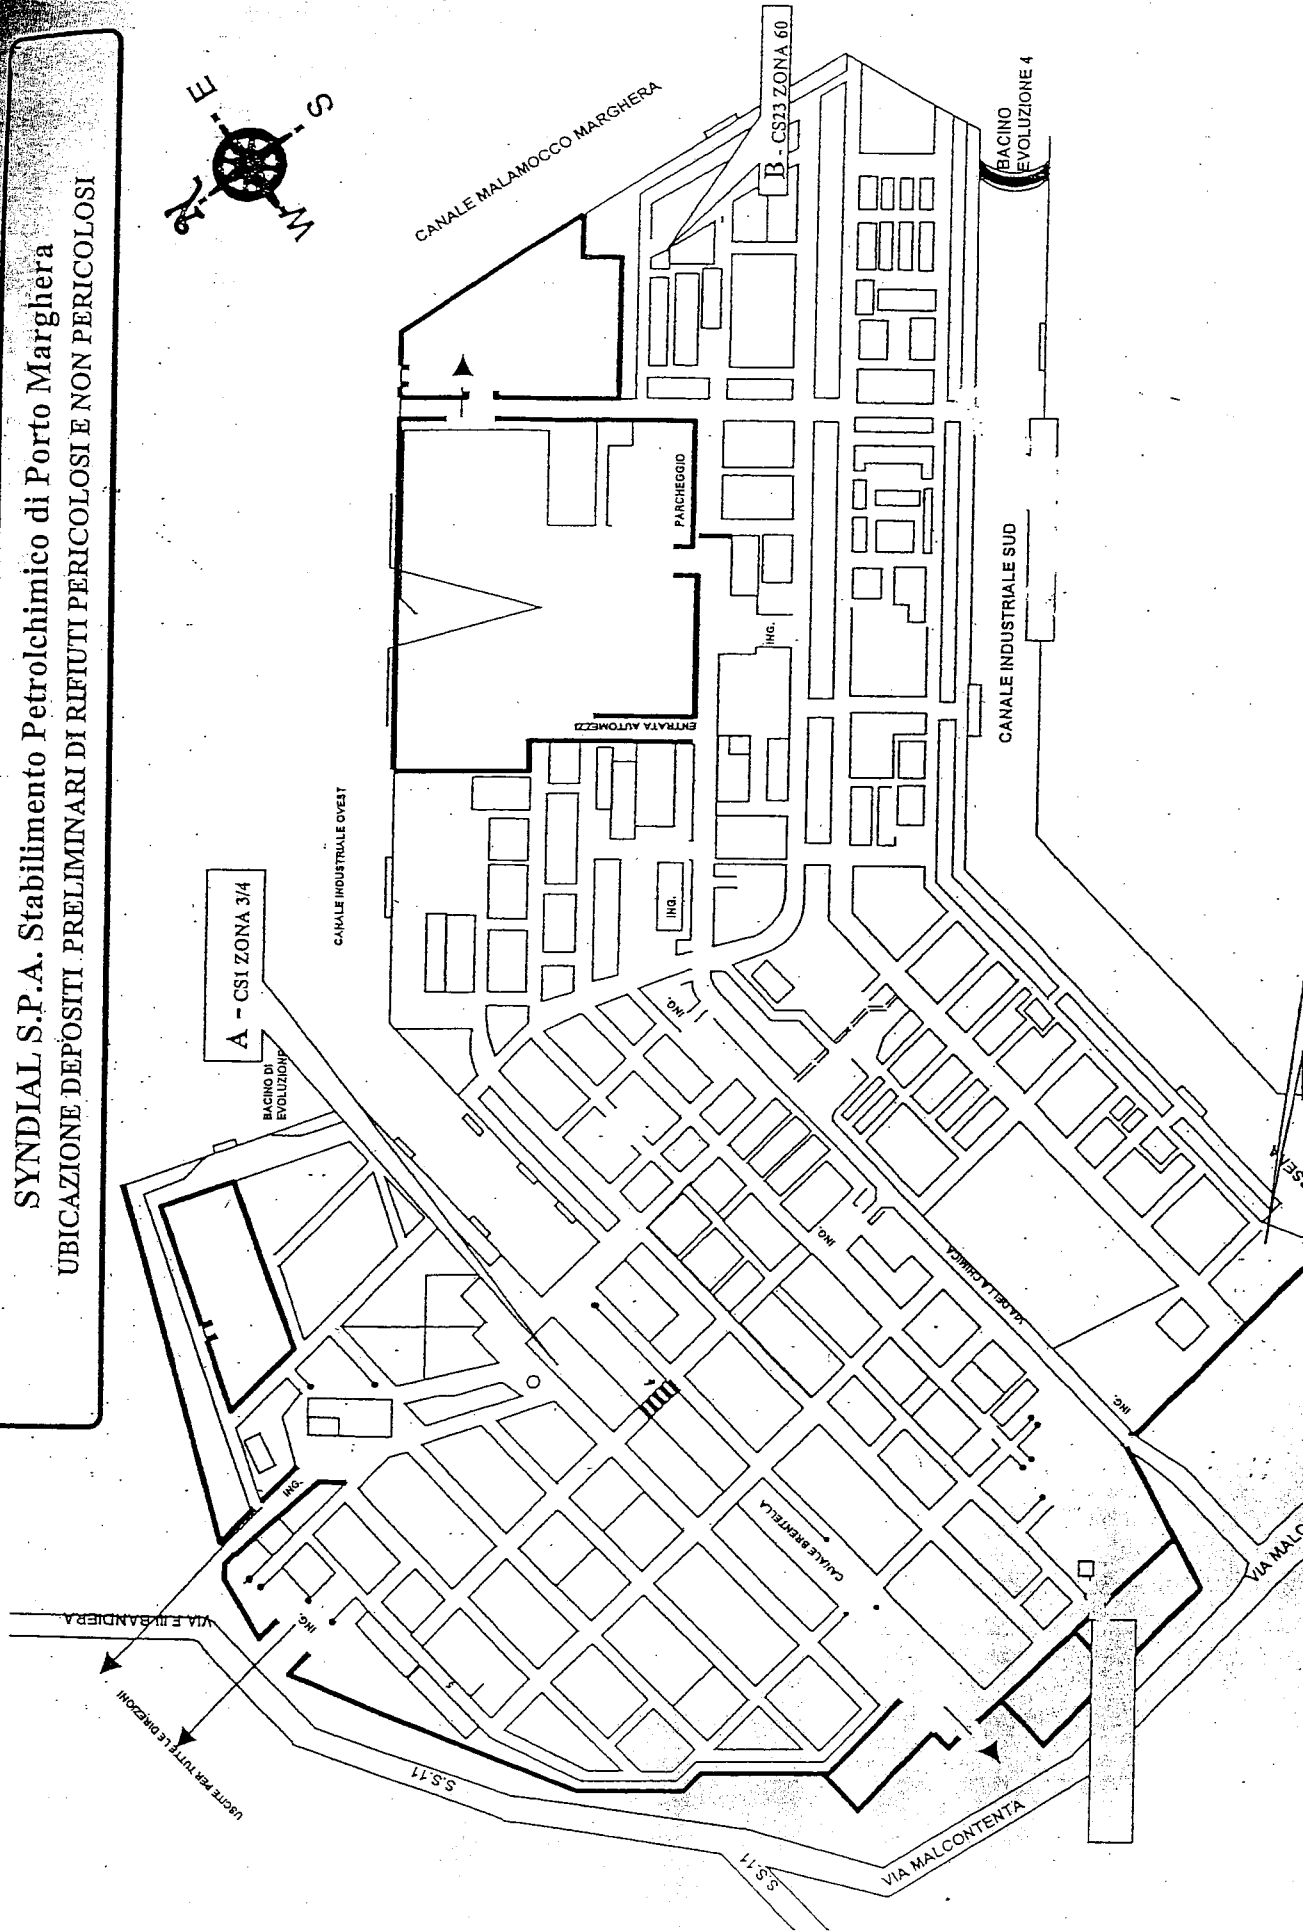 SYNDIAL S.P.A. Stabilimento Petrolchimico di Porto Marghera
UBICAZIONE DEPOSITI PRELIMINARI DI RIFIUTI PERICOLOSI E NON PERICOLOSI
E
S
W
CANALE MALAMOCCO MARGHERA
B - CS23 ZONA 60
BACINO
EVOLUZIONE 4
PARCHEGGIO
ING.
ENTRATA AUTOMEZZI
CANALE INDUSTRIALE SUD
CANALE INDUSTRIALE OVEST
A - CS1 ZONA 3/4
BACINO DI
EVOLUZIONE
ING.
ING.
ING.
VIA DELLA CHIMICA
ING.
ING.
ING.
CANALE BRENTELLA
VIA F.lli BANDIERA
USCITE PER TUTTE LE DIREZIONI
S.S.11
S.S.11
VIA MALCONTENTA
VIA MALC